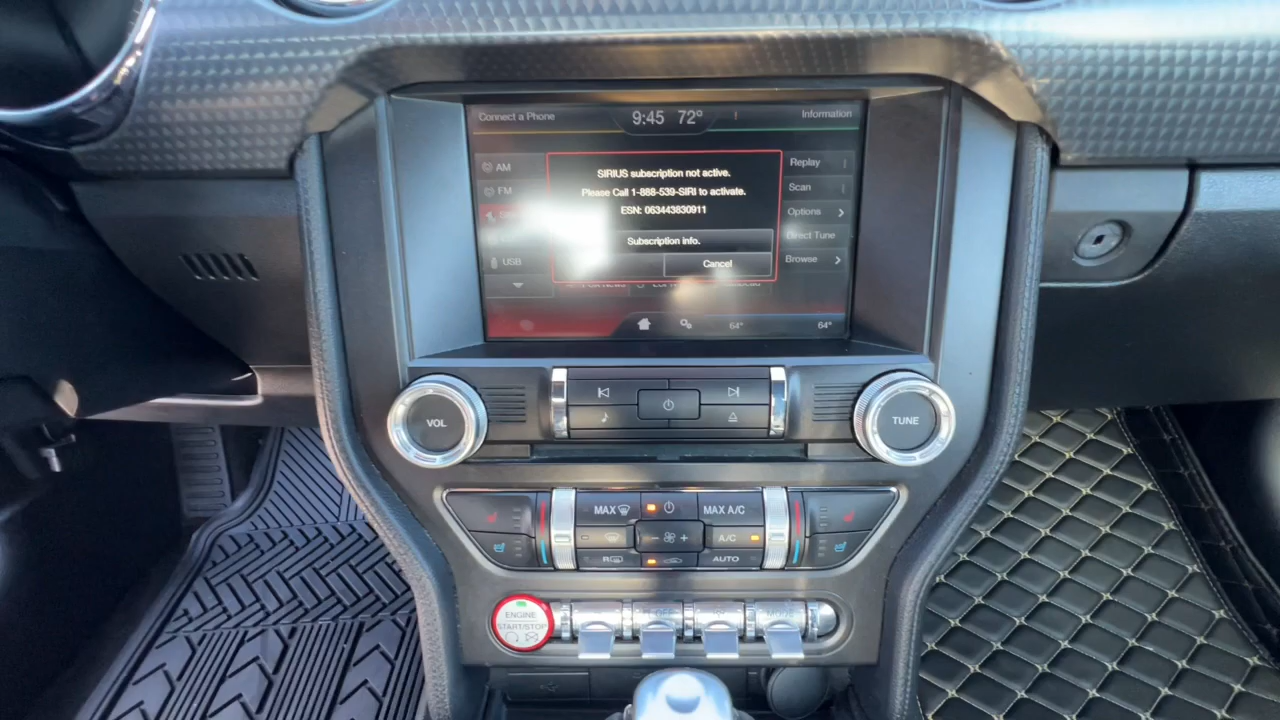 Connect a Phone
9:45 72°
Information
AM
FM
USB
SIRIUS subscription not active.
Please Call 1-888-539-SIRI to activate.
ESN: 063443830911
Subscription info.
Cancel
Replay
Scan
Options
Direct Tune
Browse
64°
64°
VOL
TUNE
MAX
MAX A/C
A/C
R
AUTO
ENGINE
START/STOP
OFF
MODE